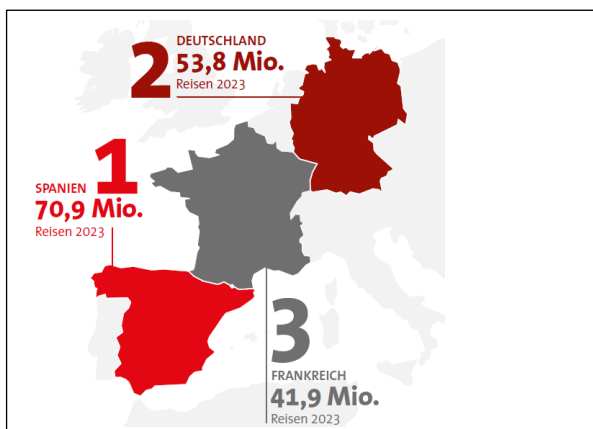 2
DEUTSCHLAND
53,8 Mio.
Reisen 2023
1
SPANIEN
70,9 Mio.
Reisen 2023
3
FRANKREICH
41,9 Mio.
Reisen 2023